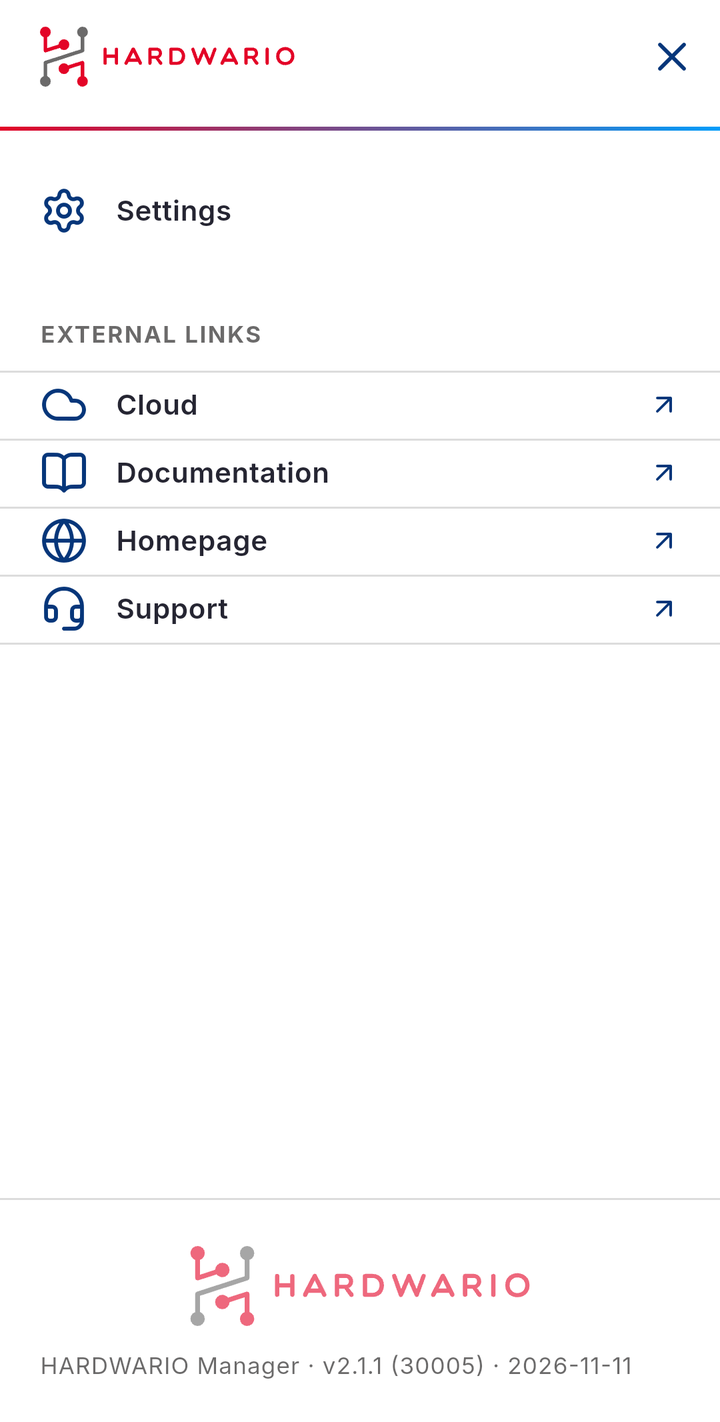 HARDWARIO
Settings
EXTERNAL LINKS
Cloud
Documentation
Homepage
Support
HARDWARIO
HARDWARIO Manager · v2.1.1 (30005) · 2026-11-11